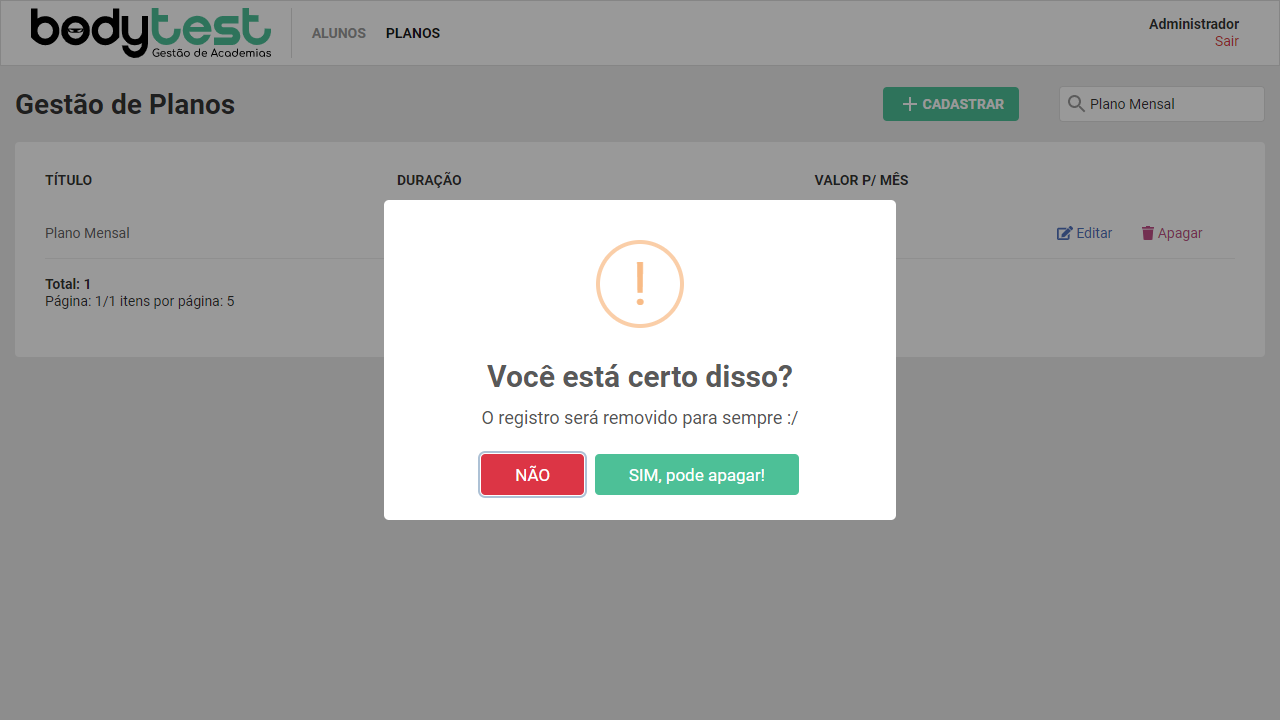 bodytest
Gestão de Academias
ALUNOS
PLANOS
Administrador
Sair
Gestão de Planos
CADASTRAR
Plano Mensal
TÍTULO
DURAÇÃO
VALOR P/ MÊS
Plano Mensal
Editar
Apagar
Total: 1
Página: 1/1 itens por página: 5
!
Você está certo disso?
O registro será removido para sempre :/
NÃO
SIM, pode apagar!